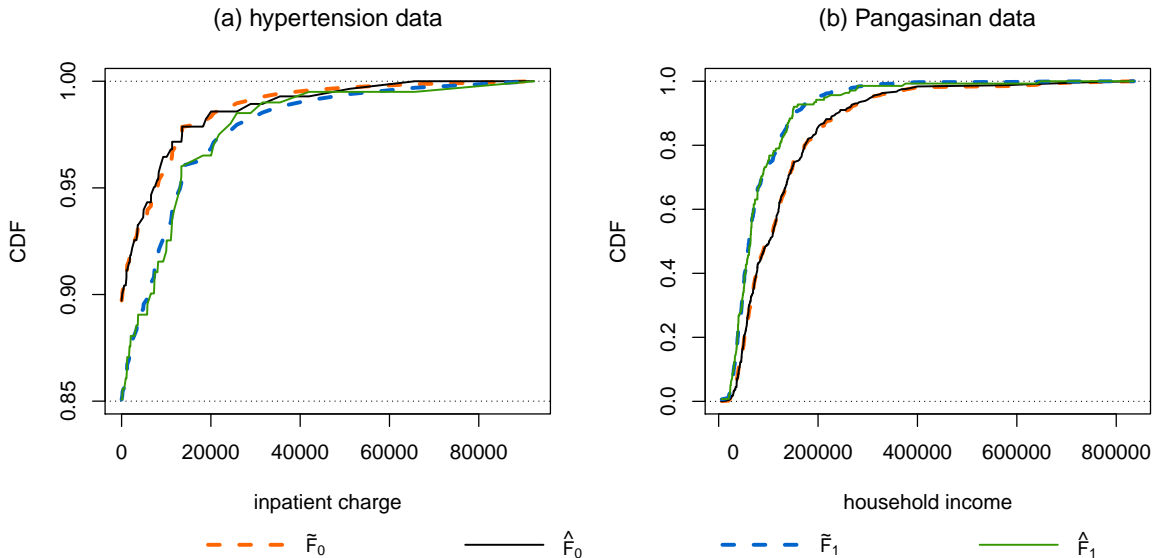 (a) hypertension data
(b) Pangasinan data
CDF
1.00
0.95
0.90
0.85
0 20000 40000 60000 80000
inpatient charge
CDF
1.0
0.8
0.6
0.4
0.2
0.0
0 200000 400000 600000 800000
household income
F̃₀ F̂₀ F̃₁ F̂₁